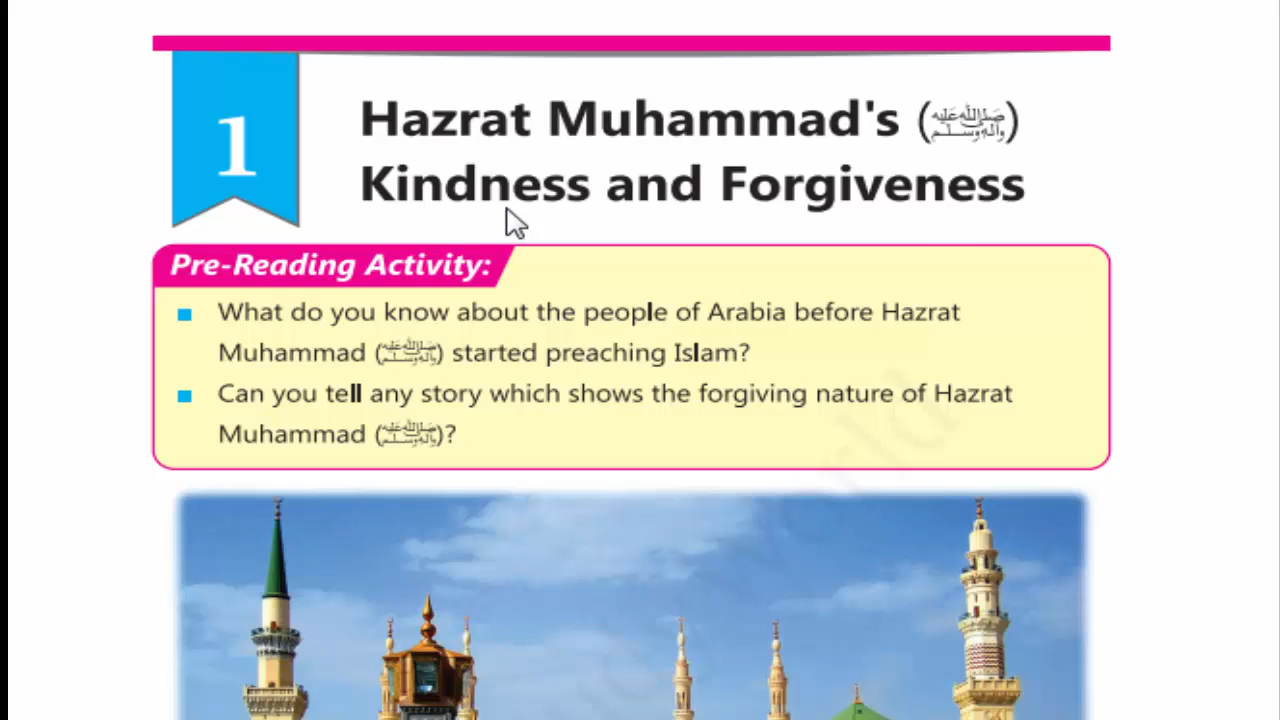 1
Hazrat Muhammad's (صلى الله عليه وآله وسلم)
Kindness and Forgiveness
Pre-Reading Activity:
What do you know about the people of Arabia before Hazrat
Muhammad (صلى الله عليه وآله وسلم) started preaching Islam?
Can you tell any story which shows the forgiving nature of Hazrat
Muhammad (صلى الله عليه وآله وسلم)?